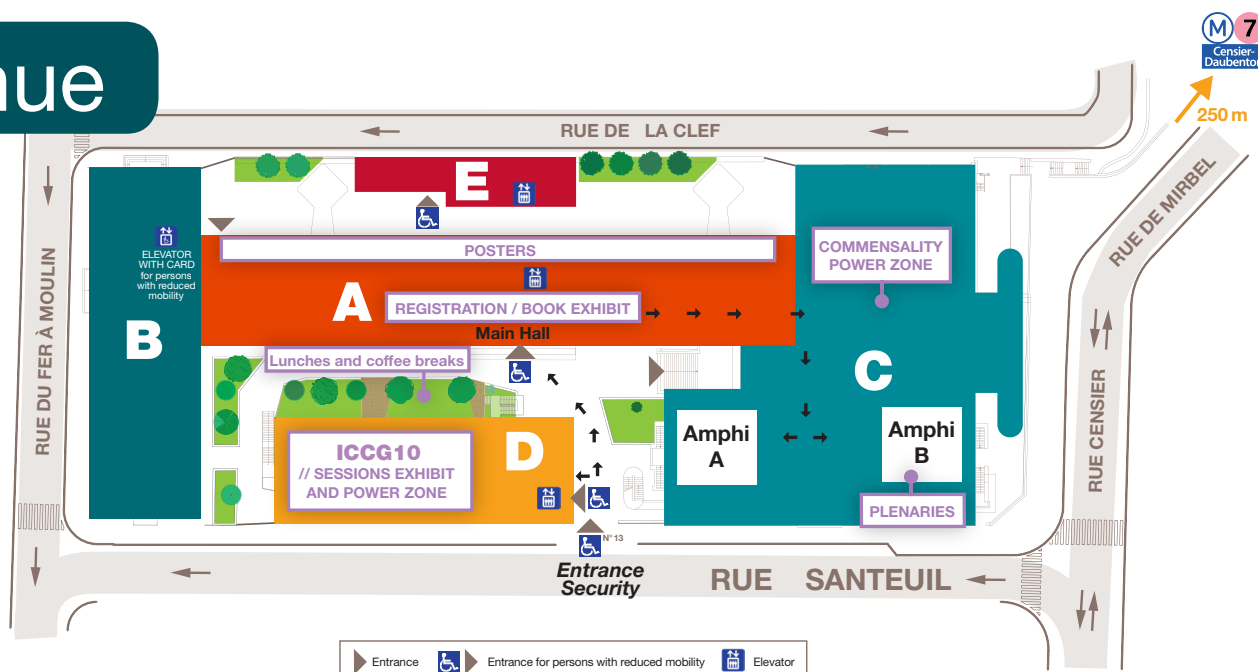 nue
M 7
Censier-
Daubenton
250 m
RUE DE LA CLEF
RUE DE MIRBEL
RUE DU FER À MOULIN
RUE CENSIER
E
ELEVATOR
WITH CARD
for persons
with reduced
mobility
B
POSTERS
A
REGISTRATION / BOOK EXHIBIT
Main Hall
COMMENSALITY
POWER ZONE
C
Lunches and coffee breaks
ICCG10
// SESSIONS EXHIBIT
AND POWER ZONE
D
Amphi
A
Amphi
B
PLENARIES
N° 13
Entrance
Security
RUE SANTEUIL
Entrance
Entrance for persons with reduced mobility
Elevator